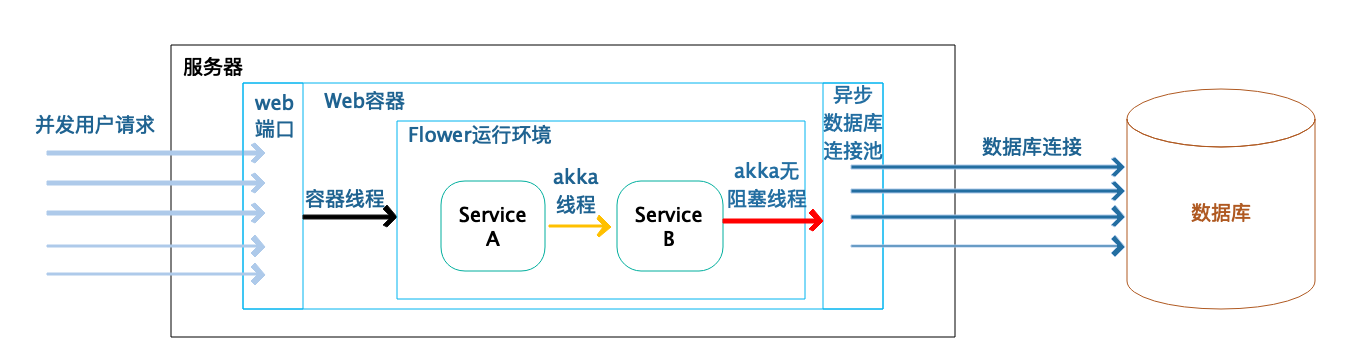 服务器
并发用户请求
web
端口
Web容器
Flower运行环境
容器线程
Service
A
akka
线程
Service
B
akka无
阻塞线程
异步
数据库
连接池
数据库连接
数据库